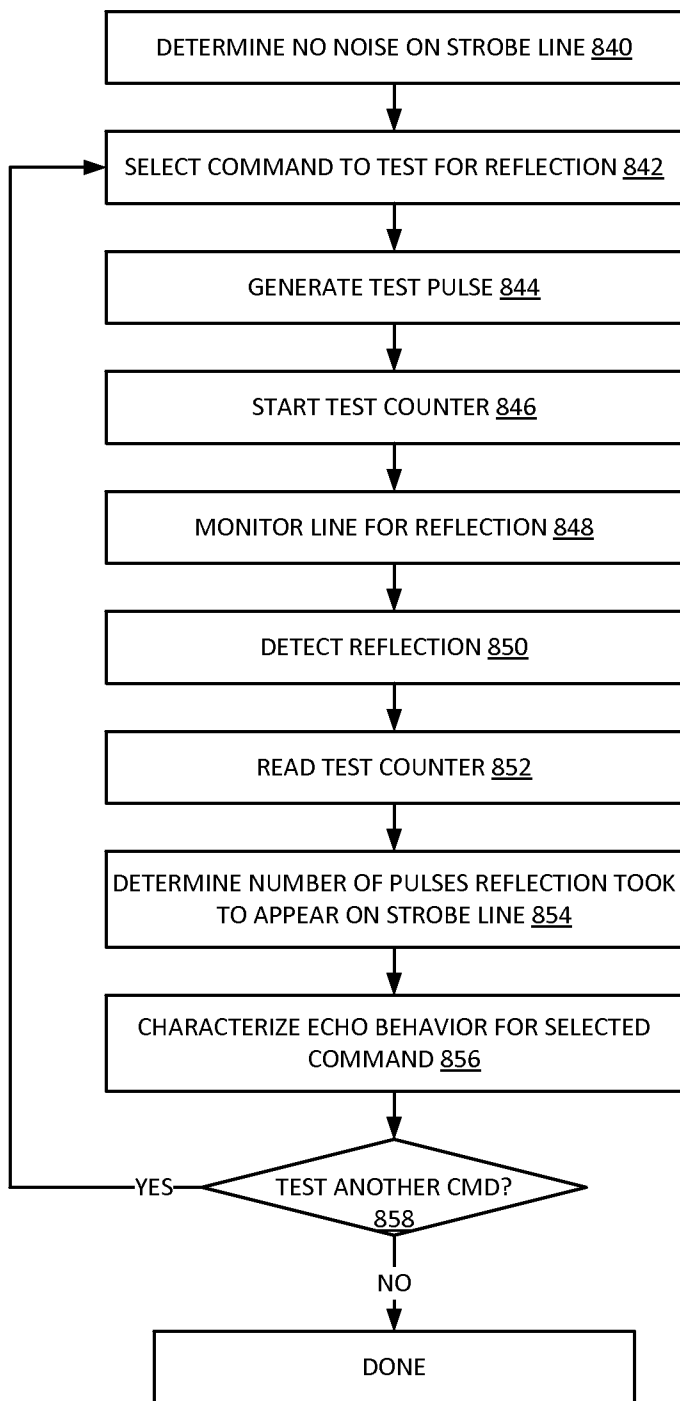 DETERMINE NO NOISE ON STROBE LINE 840
SELECT COMMAND TO TEST FOR REFLECTION 842
GENERATE TEST PULSE 844
START TEST COUNTER 846
MONITOR LINE FOR REFLECTION 848
DETECT REFLECTION 850
READ TEST COUNTER 852
DETERMINE NUMBER OF PULSES REFLECTION TOOK
TO APPEAR ON STROBE LINE 854
CHARACTERIZE ECHO BEHAVIOR FOR SELECTED
COMMAND 856
YES
TEST ANOTHER CMD?
858
NO
DONE